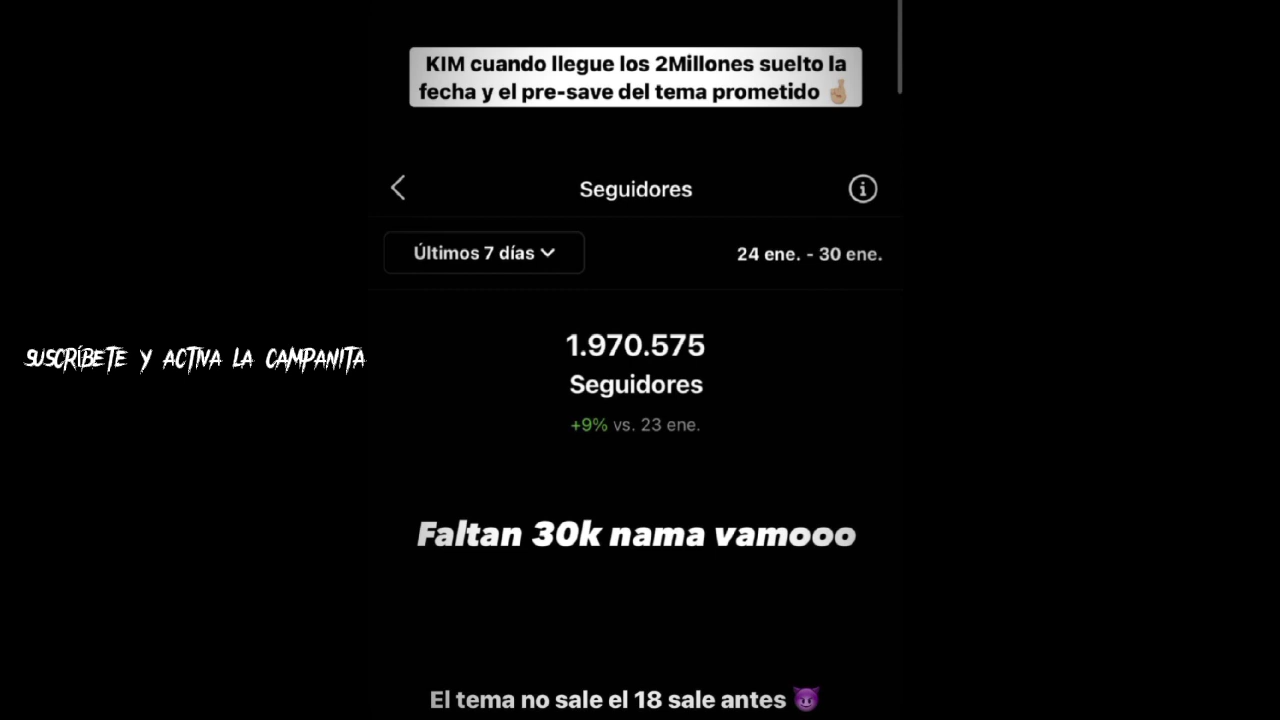 KIM cuando llegue los 2Millones suelto la
fecha y el pre-save del tema prometido 🤞🏼
Seguidores
Últimos 7 días
24 ene. - 30 ene.
1.970.575
Seguidores
+9% vs. 23 ene.
SUSCRÍBETE Y ACTIVA LA CAMPANITA
Faltan 30k nama vamooo
El tema no sale el 18 sale antes 😈